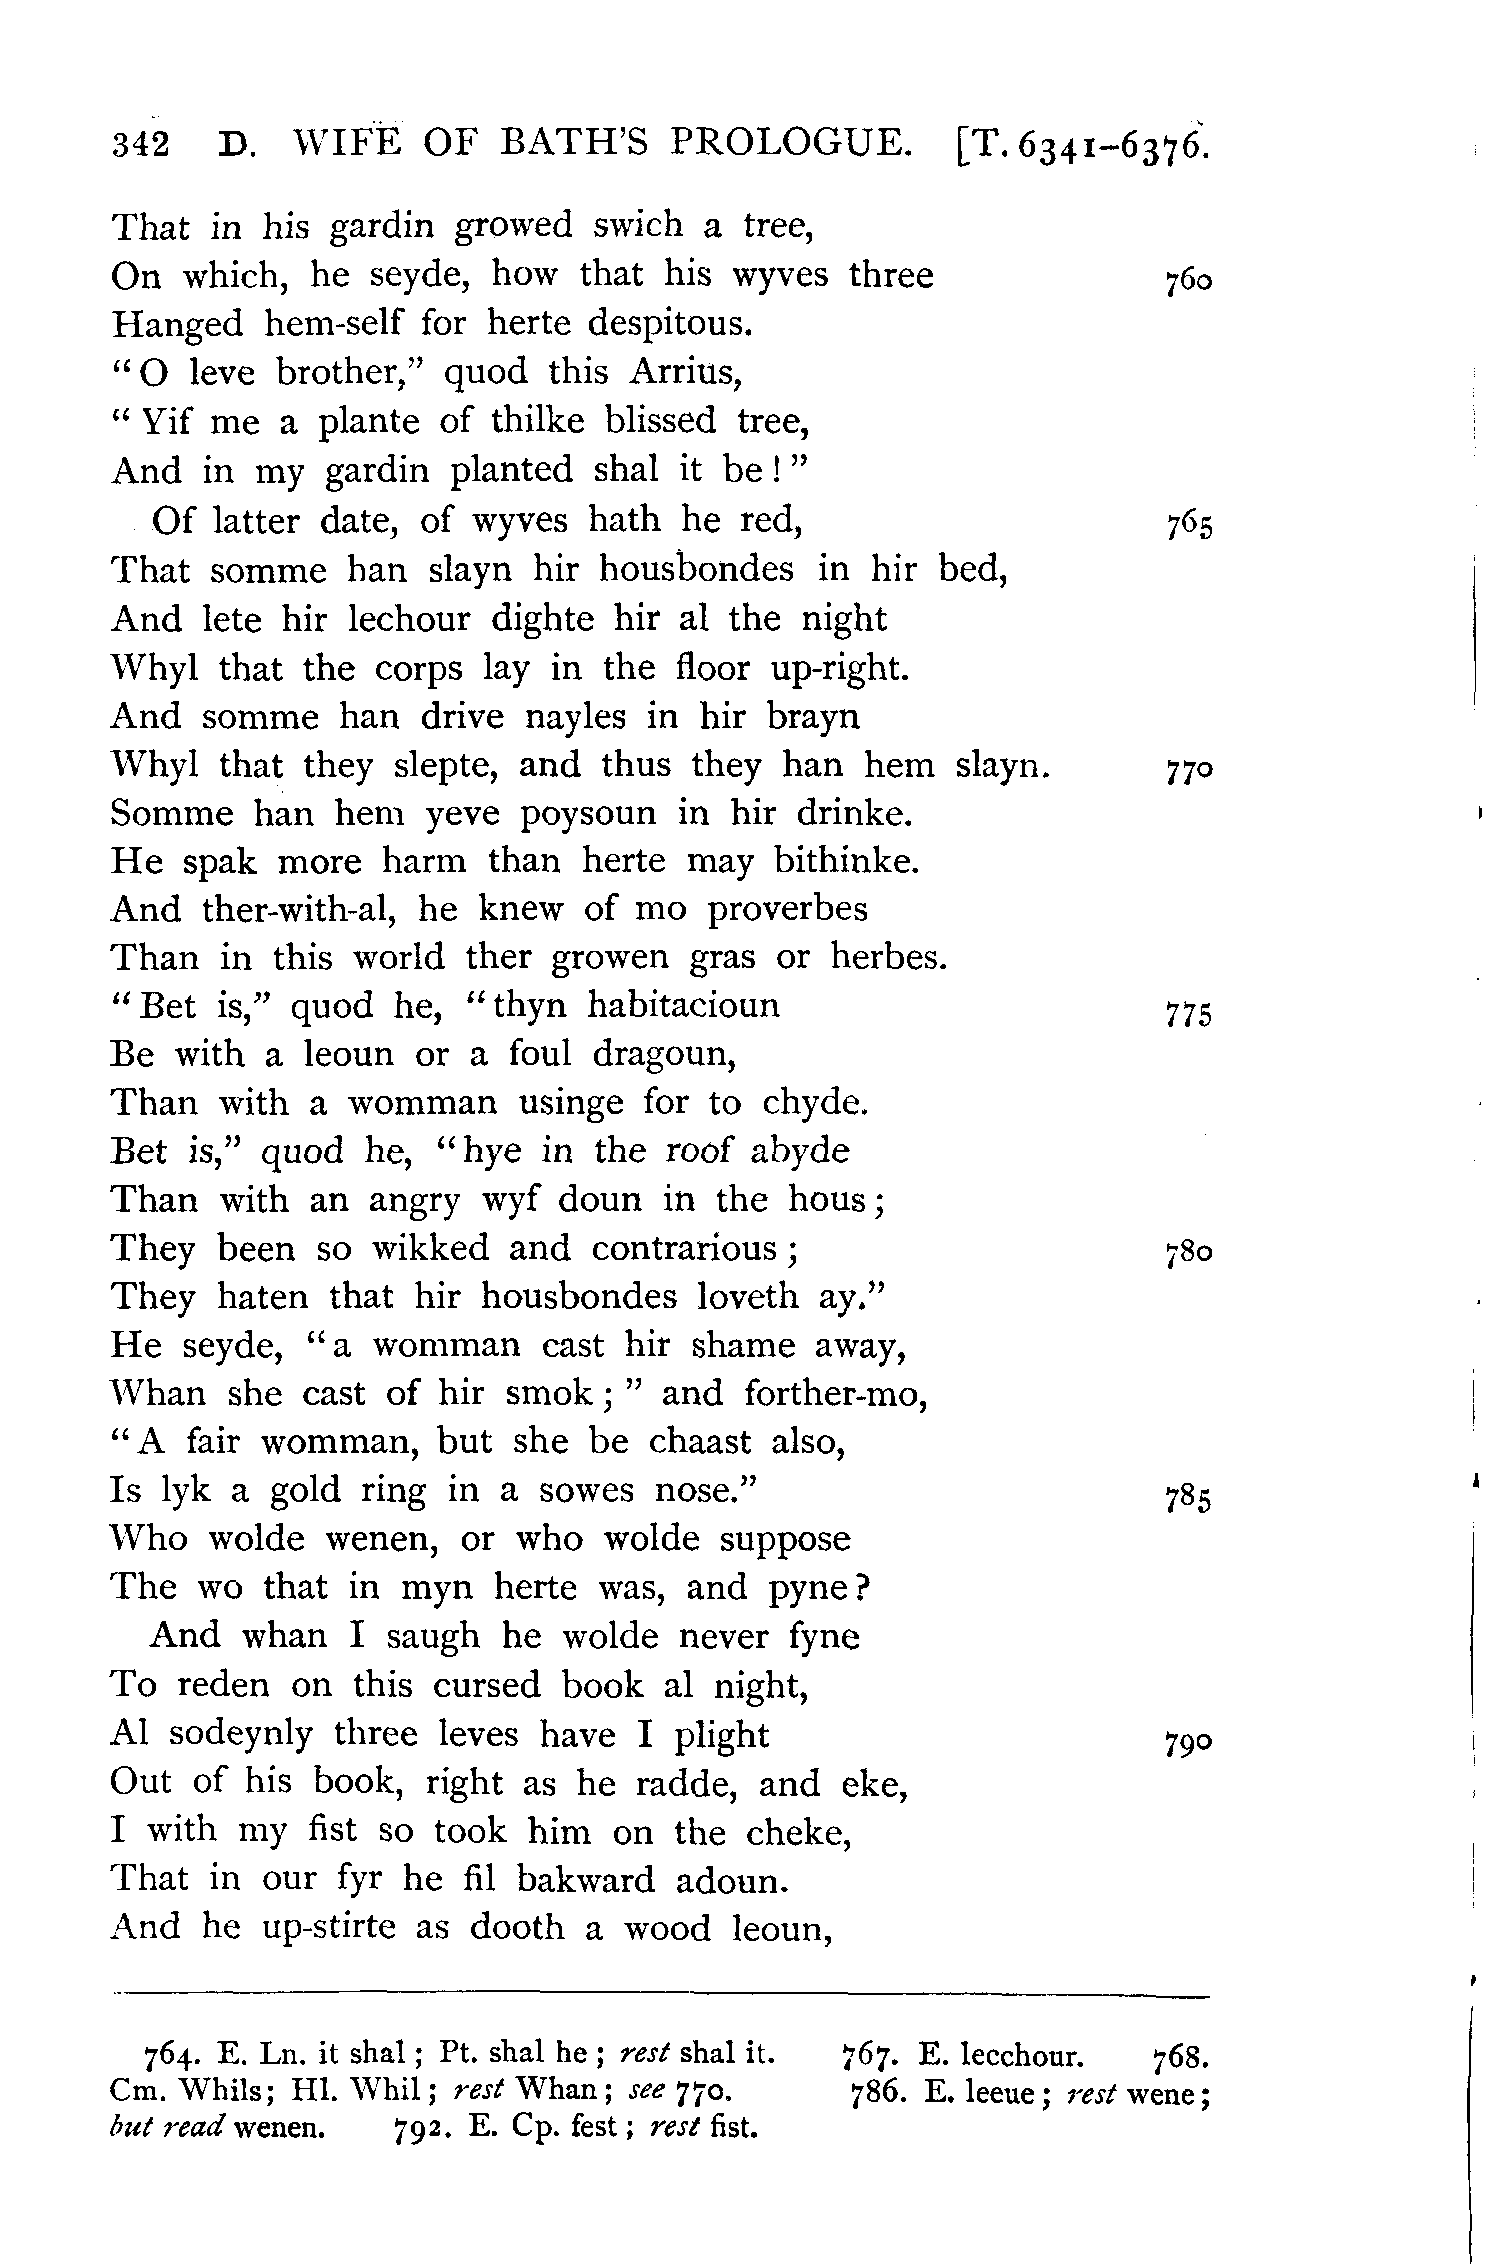 342 D. WIFE OF BATH'S PROLOGUE. [T. 6341–6376.
That in his gardin growed swich a tree,
On which, he seyde, how that his wyves three 760
Hanged hem-self for herte despitous.
“O leve brother,” quod this Arrius,
“Yif me a plante of thilke blissed tree,
And in my gardin planted shal it be!”
Of latter date, of wyves hath he red, 765
That somme han slayn hir housbondes in hir bed,
And lete hir lechour dighte hir al the night
Whyl that the corps lay in the floor up-right.
And somme han drive nayles in hir brayn
Whyl that they slepte, and thus they han hem slayn. 770
Somme han hem yeve poysoun in hir drinke.
He spak more harm than herte may bithinke.
And ther-with-al, he knew of mo proverbes
Than in this world ther growen gras or herbes.
“Bet is,” quod he, “thyn habitacioun 775
Be with a leoun or a foul dragoun,
Than with a womman usinge for to chyde.
Bet is,” quod he, “hye in the roof abyde
Than with an angry wyf doun in the hous;
They been so wikked and contrarious; 780
They haten that hir housbondes loveth ay.”
He seyde, “a womman cast hir shame away,
Whan she cast of hir smok;” and forther-mo,
“A fair womman, but she be chaast also,
Is lyk a gold ring in a sowes nose.” 785
Who wolde wenen, or who wolde suppose
The wo that in myn herte was, and pyne?
And whan I saugh he wolde never fyne
To reden on this cursed book al night,
Al sodeynly three leves have I plight 790
Out of his book, right as he radde, and eke,
I with my fist so took him on the cheke,
That in our fyr he fil bakward adoun.
And he up-stirte as dooth a wood leoun,
764. E. Ln. it shal; Pt. shal he; rest shal it. 767. E. lecchour. 768.
Cm. Whils; Hl. Whil; rest Whan; see 770. 786. E. leeue; rest wene;
but read wenen. 792. E. Cp. fest; rest fist.